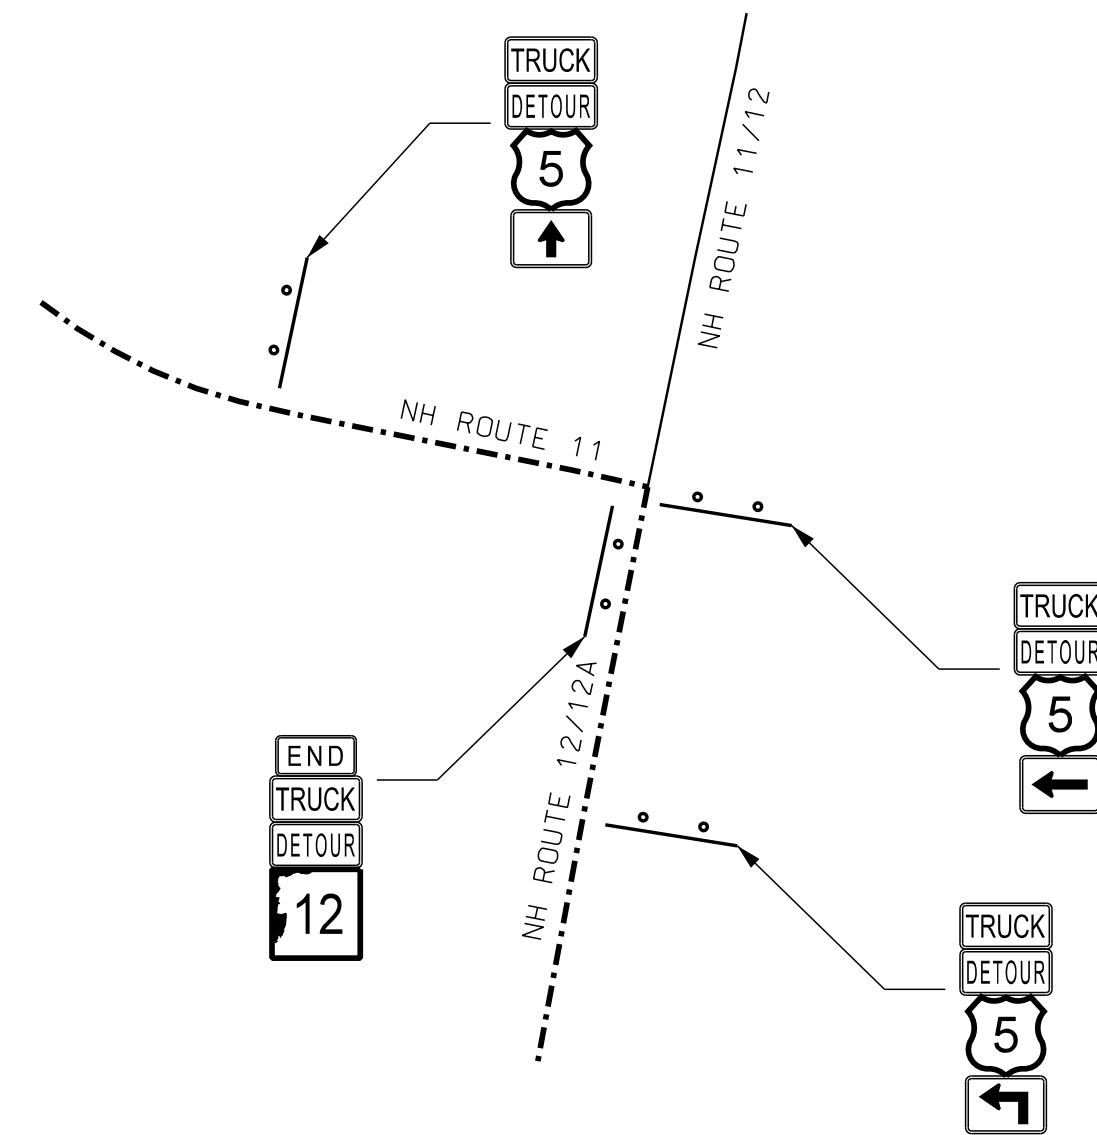 TRUCK
DETOUR
5
NH ROUTE 11/12
NH ROUTE 11
TRUCK
DETOUR
5
NH ROUTE 12/12A
END
TRUCK
DETOUR
12
TRUCK
DETOUR
5